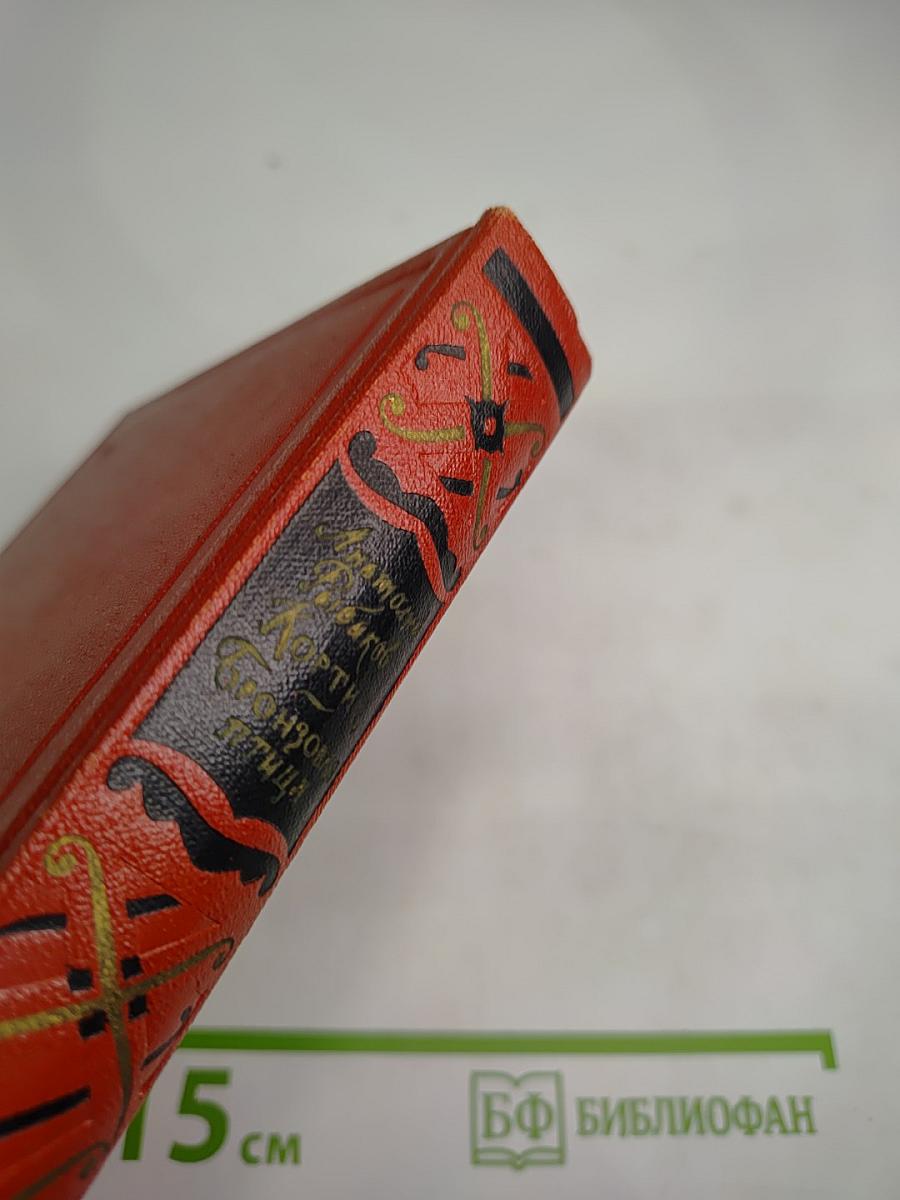 Анатолий
Рыбаков
Кортик
Бронзовая
птица
15 см
БФ БИБЛИОФАН